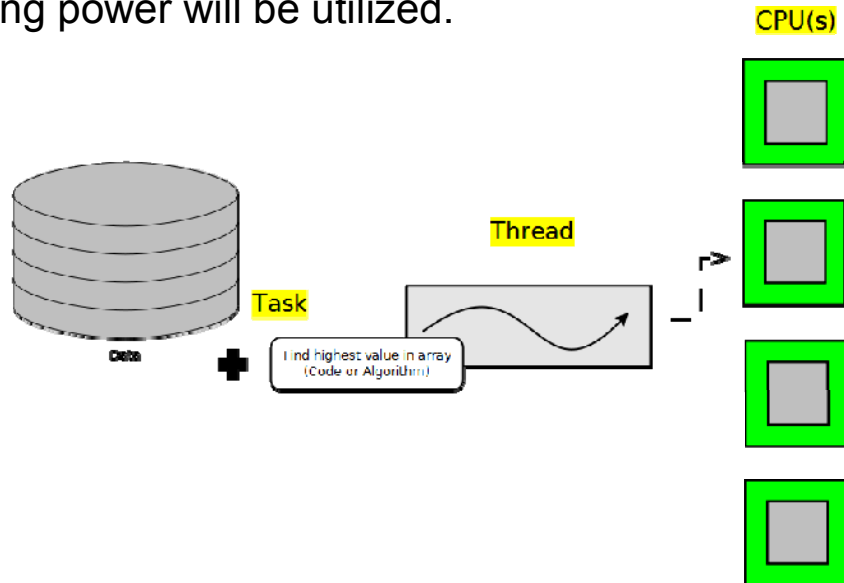 ng power will be utilized.
CPU(s)
Thread
Task
Data
Find highest value in array
(Code or Algorithm)